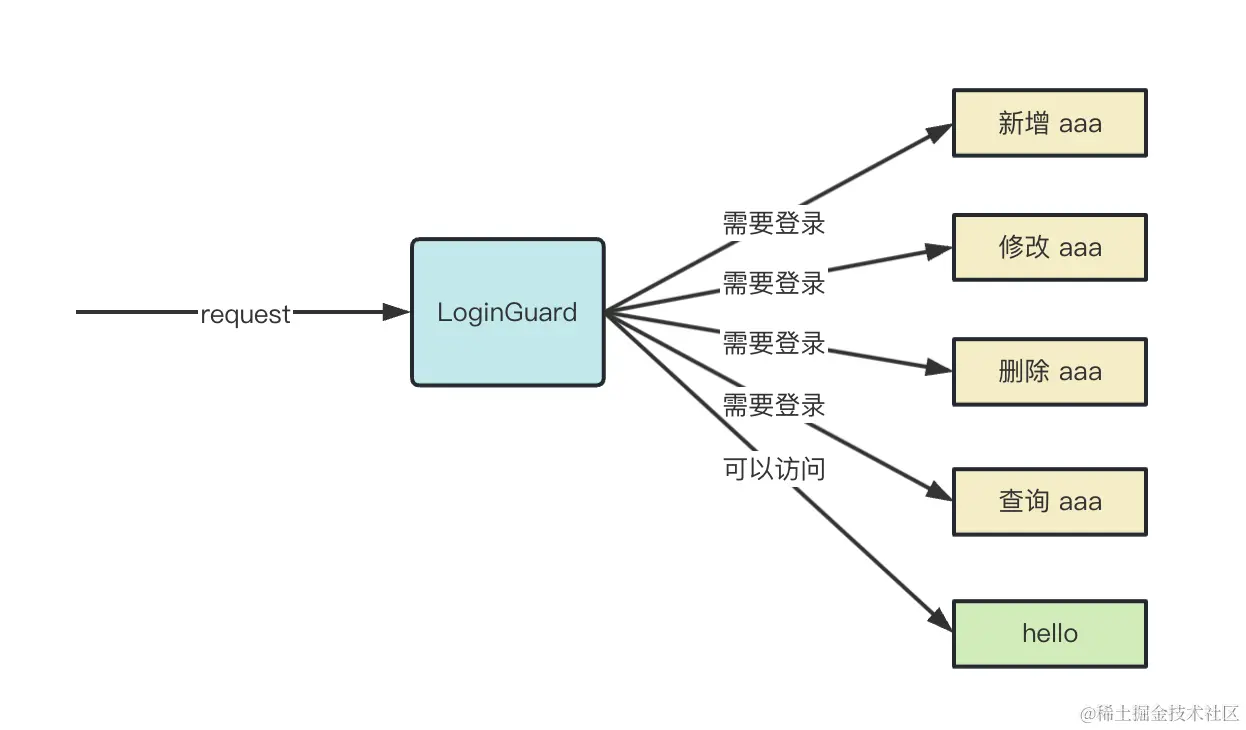 request
LoginGuard
需要登录
需要登录
需要登录
需要登录
可以访问
新增 aaa
修改 aaa
删除 aaa
查询 aaa
hello
@稀土掘金技术社区